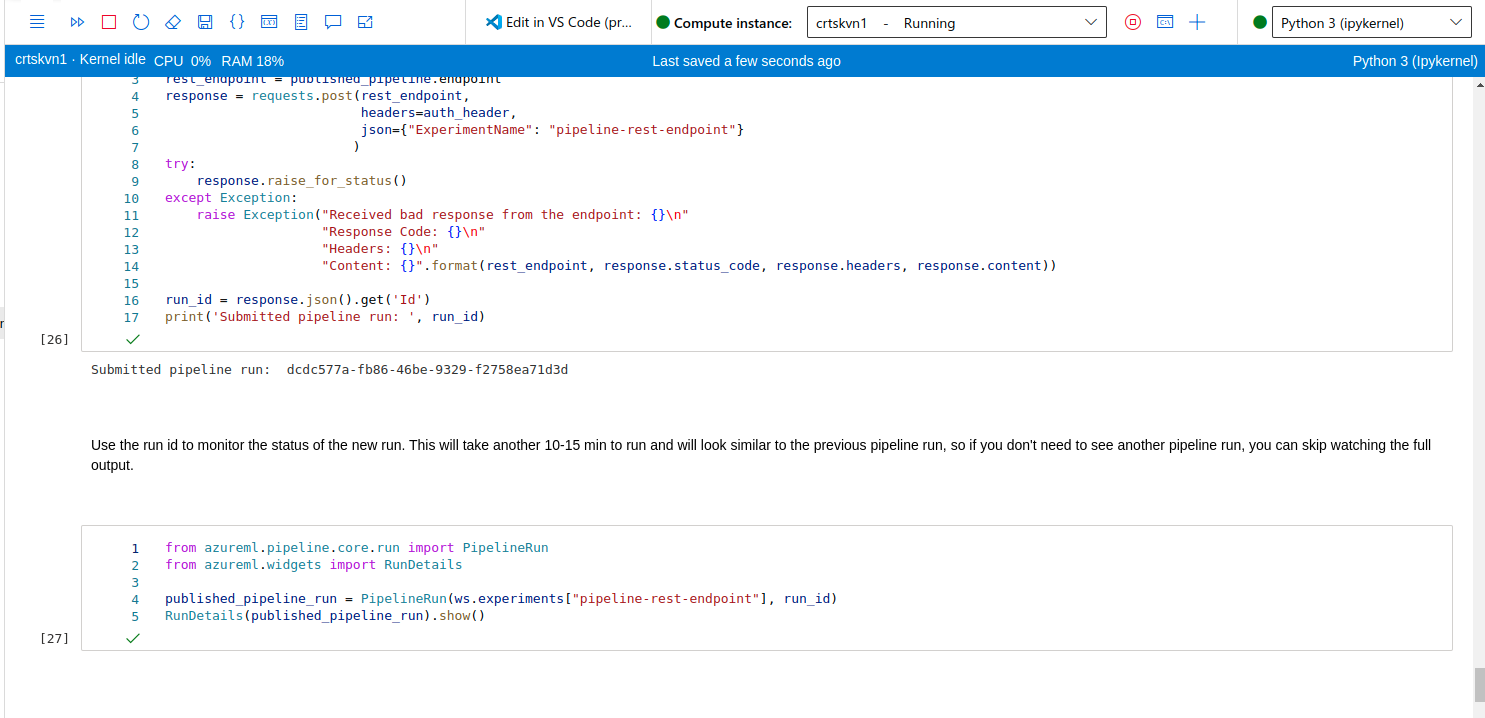 Edit in VS Code (pr... Compute instance: crtskvn1 - Running Python 3 (ipykernel)
crtskvn1 · Kernel idle CPU 0% RAM 18% Last saved a few seconds ago Python 3 (Ipykernel)
3 rest_endpoint = published_pipeline.endpoint
4 response = requests.post(rest_endpoint,
5 headers=auth_header,
6 json={"ExperimentName": "pipeline-rest-endpoint"}
7 )
8 try:
9 response.raise_for_status()
10 except Exception:
11 raise Exception("Received bad response from the endpoint: {}\n"
12 "Response Code: {}\n"
13 "Headers: {}\n"
14 "Content: {}".format(rest_endpoint, response.status_code, response.headers, response.content))
15
16 run_id = response.json().get('Id')
17 print('Submitted pipeline run: ', run_id)
[26]
Submitted pipeline run:  dcdc577a-fb86-46be-9329-f2758ea71d3d
Use the run id to monitor the status of the new run. This will take another 10-15 min to run and will look similar to the previous pipeline run, so if you don't need to see another pipeline run, you can skip watching the full
output.
1 from azureml.pipeline.core.run import PipelineRun
2 from azureml.widgets import RunDetails
3
4 published_pipeline_run = PipelineRun(ws.experiments["pipeline-rest-endpoint"], run_id)
5 RunDetails(published_pipeline_run).show()
[27]